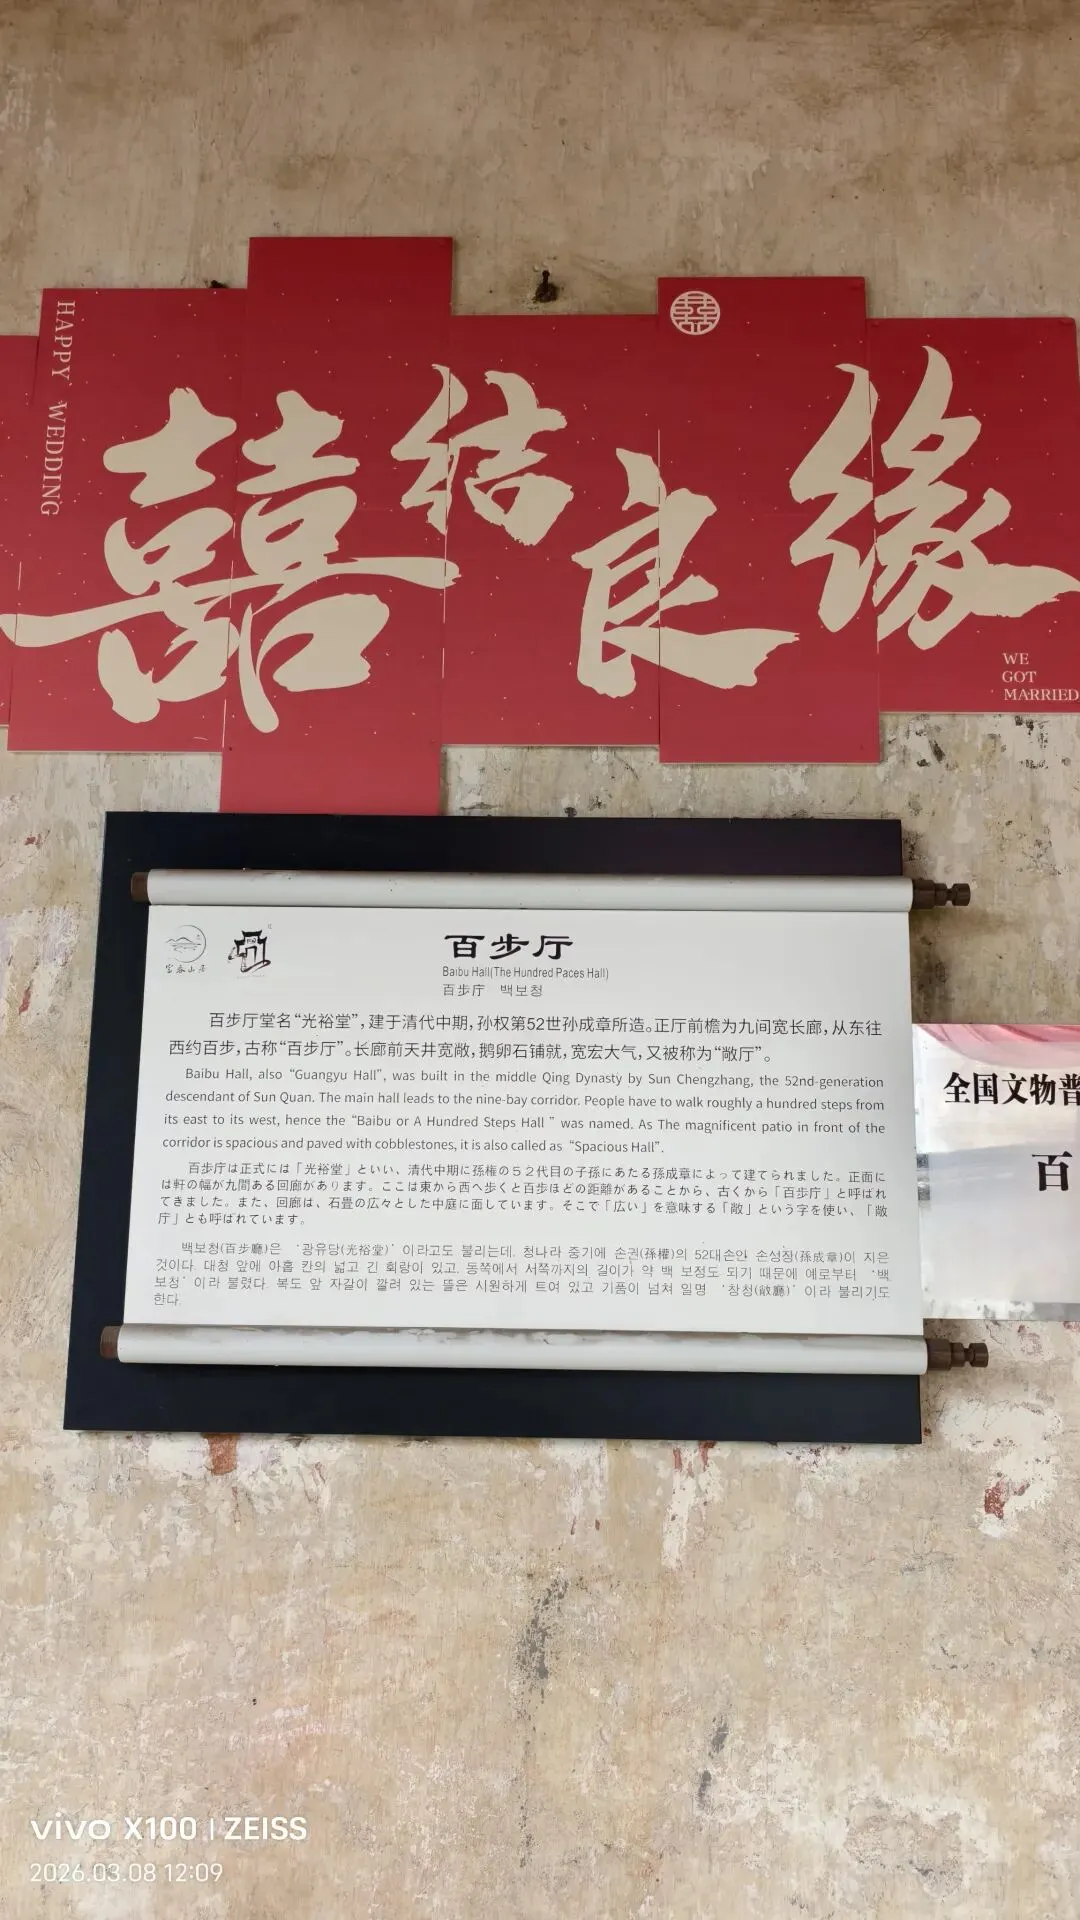 HAPPY WEDDING
囍结良缘
WE
GOT
MARRIED
富春山居
百步厅
Baibu Hall(The Hundred Paces Hall)
百步庁 백보청
百步厅堂名“光裕堂”,建于清代中期,孙权第52世孙成章所造。正厅前檐为九间宽长廊,从东往
西约百步,古称“百步厅”。长廊前天井宽敞,鹅卵石铺就,宽宏大气,又被称为“敞厅”。
Baibu Hall, also “Guangyu Hall”, was built in the middle Qing Dynasty by Sun Chengzhang, the 52nd-generation
descendant of Sun Quan. The main hall leads to the nine-bay corridor. People have to walk roughly a hundred steps from
its east to its west, hence the “Baibu or A Hundred Steps Hall ” was named. As The magnificent patio in front of the
corridor is spacious and paved with cobblestones, it is also called as “Spacious Hall”.
百歩庁は正式には「光裕堂」といい、清代中期に孫権の５２代目の子孫にあたる孫成章によって建てられました。正面に
は軒の幅が九間ある回廊があります。ここは東から西へ歩くと百歩ほどの距離があることから、古くから「百歩庁」と呼ばれ
てきました。また、回廊は、石畳の広々とした中庭に面しています。そこで「広い」を意味する「敞」という字を使い、「敞
庁」とも呼ばれています。
백보청(百步廳)은 ‘광유당(光裕堂)’ 이라고도 불리는데, 청나라 중기에 손권(孫權)의 52대손인 손성장(孫成章)이 지은
것이다. 대청 앞에 아홉 칸의 넓고 긴 회랑이 있고, 동쪽에서 서쪽까지의 길이가 약 백 보정도 되기 때문에 예로부터 ‘백
보청’ 이라 불렸다. 복도 앞 자갈이 깔려 있는 뜰은 시원하게 트여 있고 기품이 넘쳐 일명 ‘창청(敞廳)’ 이라 불리기도
한다.
全国文物普
百
vivo X100 | ZEISS
2026.03.08 12:09